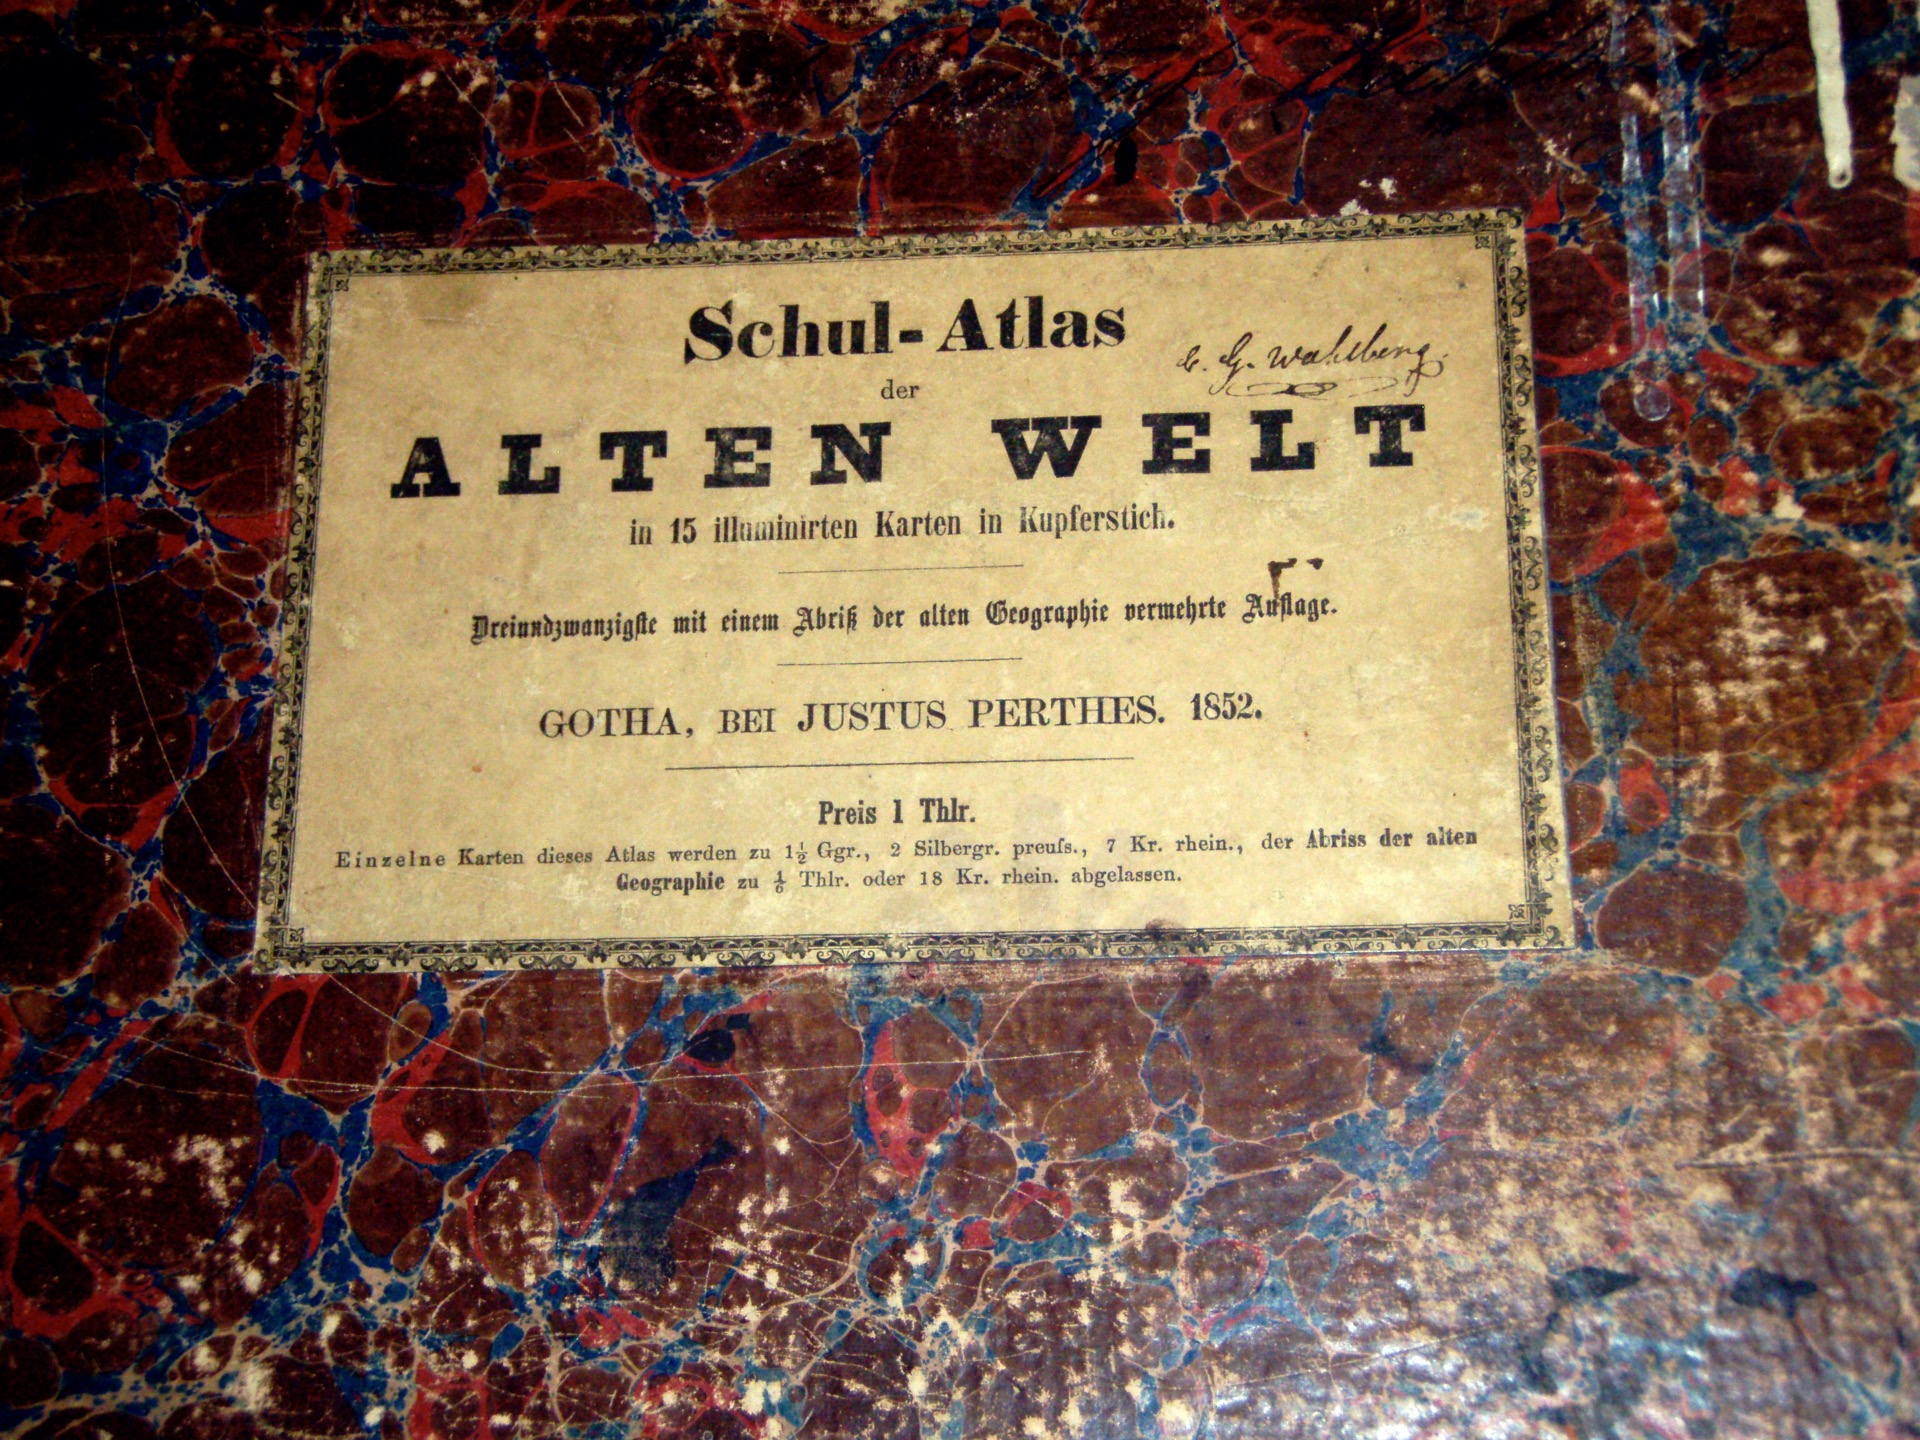 Schul-Atlas
C. G. Wahlberg.
der
ALTEN WELT
in 15 illuminirten Karten in Kupferstich.
Dreiundzwanzigste mit einem Abriß der alten Geographie vermehrte Auflage.
GOTHA, BEI JUSTUS PERTHES. 1852.
Preis 1 Thlr.
Einzelne Karten dieses Atlas werden zu 1½ Ggr., 2 Silbergr. preuſs., 7 Kr. rhein., der Abriss der alten
Geographie zu ⅙ Thlr. oder 18 Kr. rhein. abgelassen.